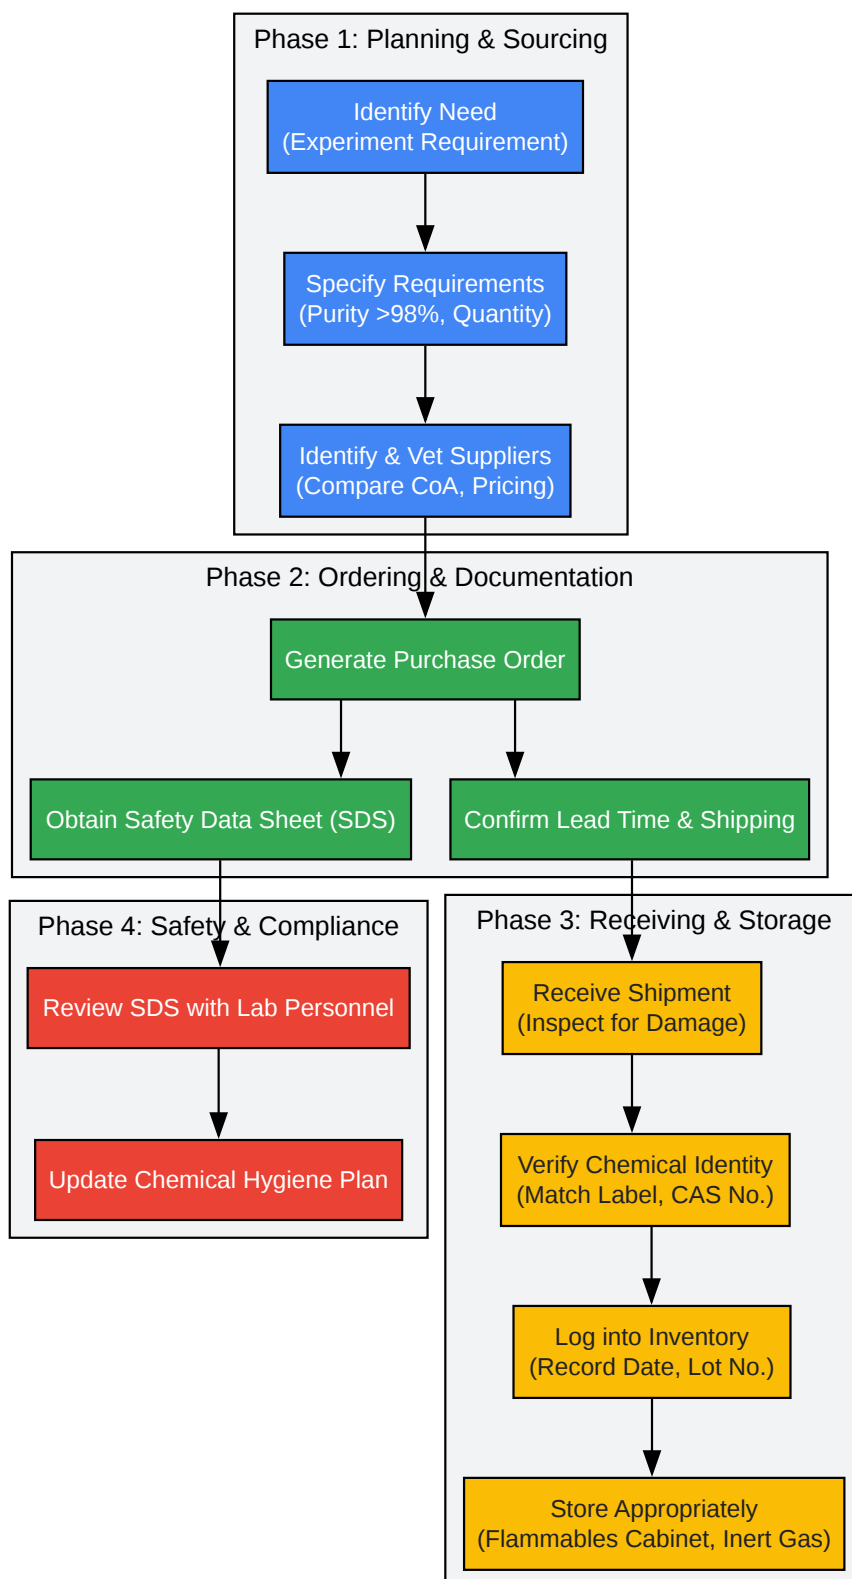 Phase 1: Planning & Sourcing
Identify Need
(Experiment Requirement)
Specify Requirements
(Purity >98%, Quantity)
Identify & Vet Suppliers
(Compare CoA, Pricing)
Phase 2: Ordering & Documentation
Generate Purchase Order
Obtain Safety Data Sheet (SDS)
Confirm Lead Time & Shipping
Phase 4: Safety & Compliance
Review SDS with Lab Personnel
Update Chemical Hygiene Plan
Phase 3: Receiving & Storage
Receive Shipment
(Inspect for Damage)
Verify Chemical Identity
(Match Label, CAS No.)
Log into Inventory
(Record Date, Lot No.)
Store Appropriately
(Flammables Cabinet, Inert Gas)